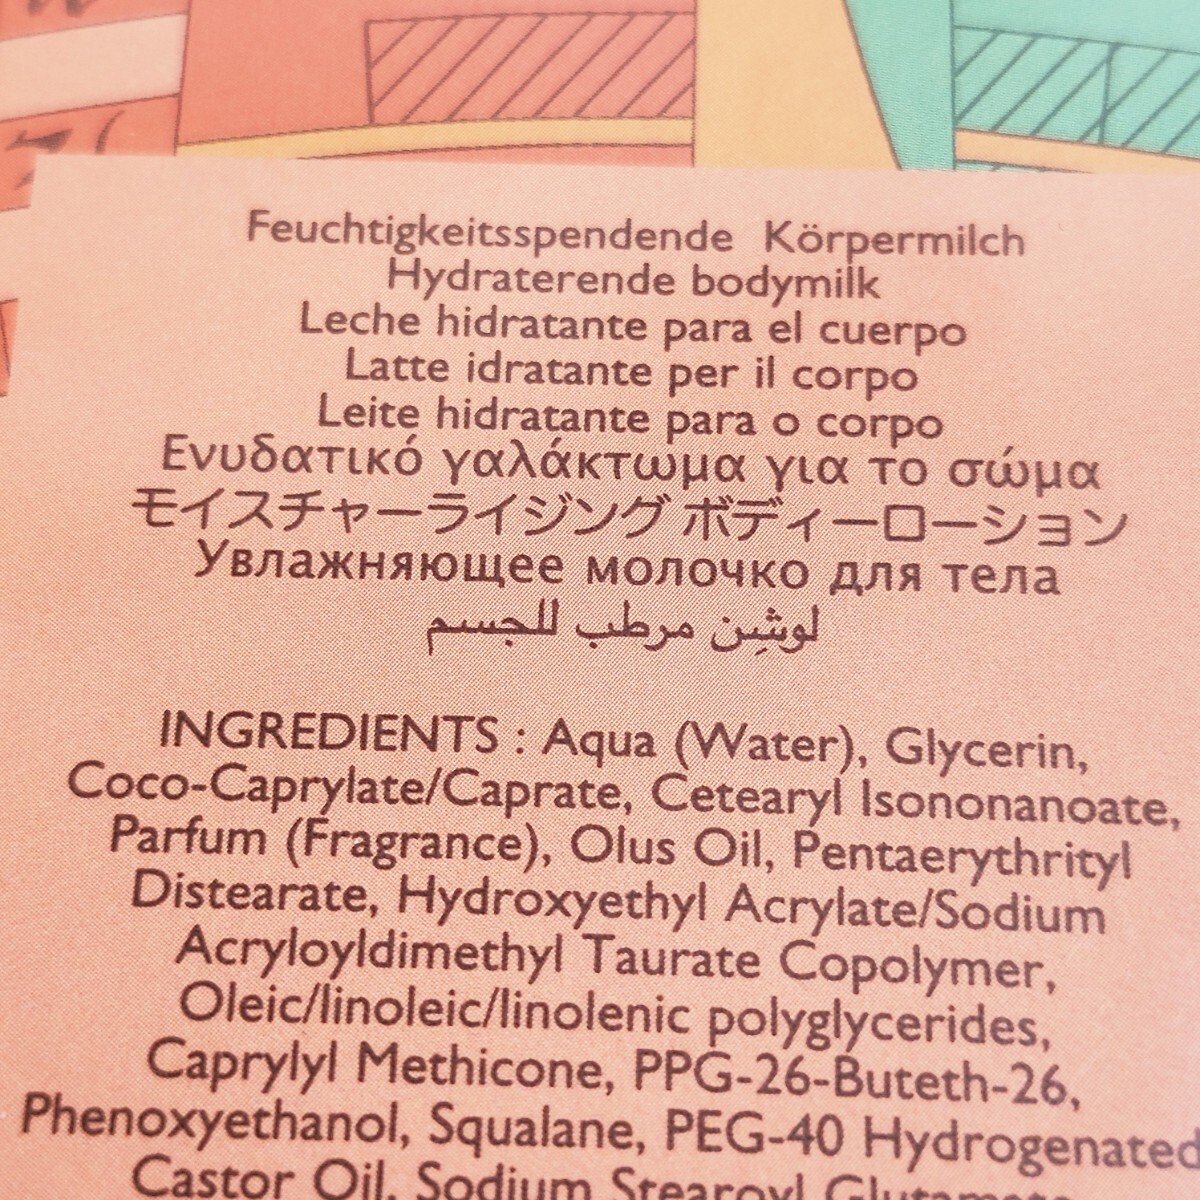 Feuchtigkeitsspendende Körpermilch
Hydraterende bodymilk
Leche hidratante para el cuerpo
Latte idratante per il corpo
Leite hidratante para o corpo
Ενυδατικό γαλάκτωμα για το σώμα
モイスチャーライジング ボディーローション
Увлажняющее молочко для тела
لوشِن مرطب للجسم
INGREDIENTS : Aqua (Water), Glycerin,
Coco-Caprylate/Caprate, Cetearyl Isononanoate,
Parfum (Fragrance), Olus Oil, Pentaerythrityl
Distearate, Hydroxyethyl Acrylate/Sodium
Acryloyldimethyl Taurate Copolymer,
Oleic/linoleic/linolenic polyglycerides,
Caprylyl Methicone, PPG-26-Buteth-26,
Phenoxyethanol, Squalane, PEG-40 Hydrogenated
Castor Oil, Sodium Stearoyl